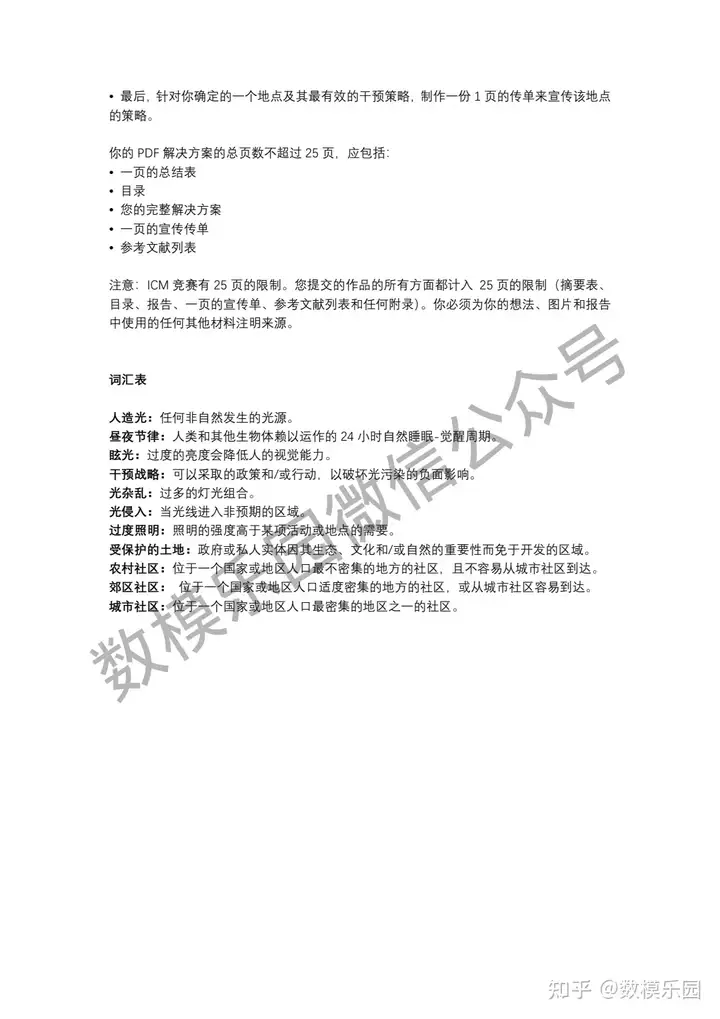 • 最后，针对你确定的一个地点及其最有效的干预策略，制作一份 1 页的传单来宣传该地点
的策略。
你的 PDF 解决方案的总页数不超过 25 页，应包括：
• 一页的总结表
• 目录
• 您的完整解决方案
• 一页的宣传传单
• 参考文献列表
注意：ICM 竞赛有 25 页的限制。您提交的作品的所有方面都计入 25 页的限制（摘要表、
目录、报告、一页的宣传单、参考文献列表和任何附录）。你必须为你的想法、图片和报告
中使用的任何其他材料注明来源。
词汇表
人造光：任何非自然发生的光源。
昼夜节律：人类和其他生物体赖以运作的 24 小时自然睡眠-觉醒周期。
眩光：过度的亮度会降低人的视觉能力。
干预战略：可以采取的政策和/或行动，以破坏光污染的负面影响。
光杂乱：过多的灯光组合。
光侵入：当光线进入非预期的区域。
过度照明：照明的强度高于某项活动或地点的需要。
受保护的土地：政府或私人实体因其生态、文化和/或自然的重要性而免于开发的区域。
农村社区：位于一个国家或地区人口最不密集的地方的社区，且不容易从城市社区到达。
郊区社区： 位于一个国家或地区人口适度密集的地方的社区，或从城市社区容易到达。
城市社区：位于一个国家或地区人口最密集的地区之一的社区。
数模乐园微信公众号
知乎 @数模乐园